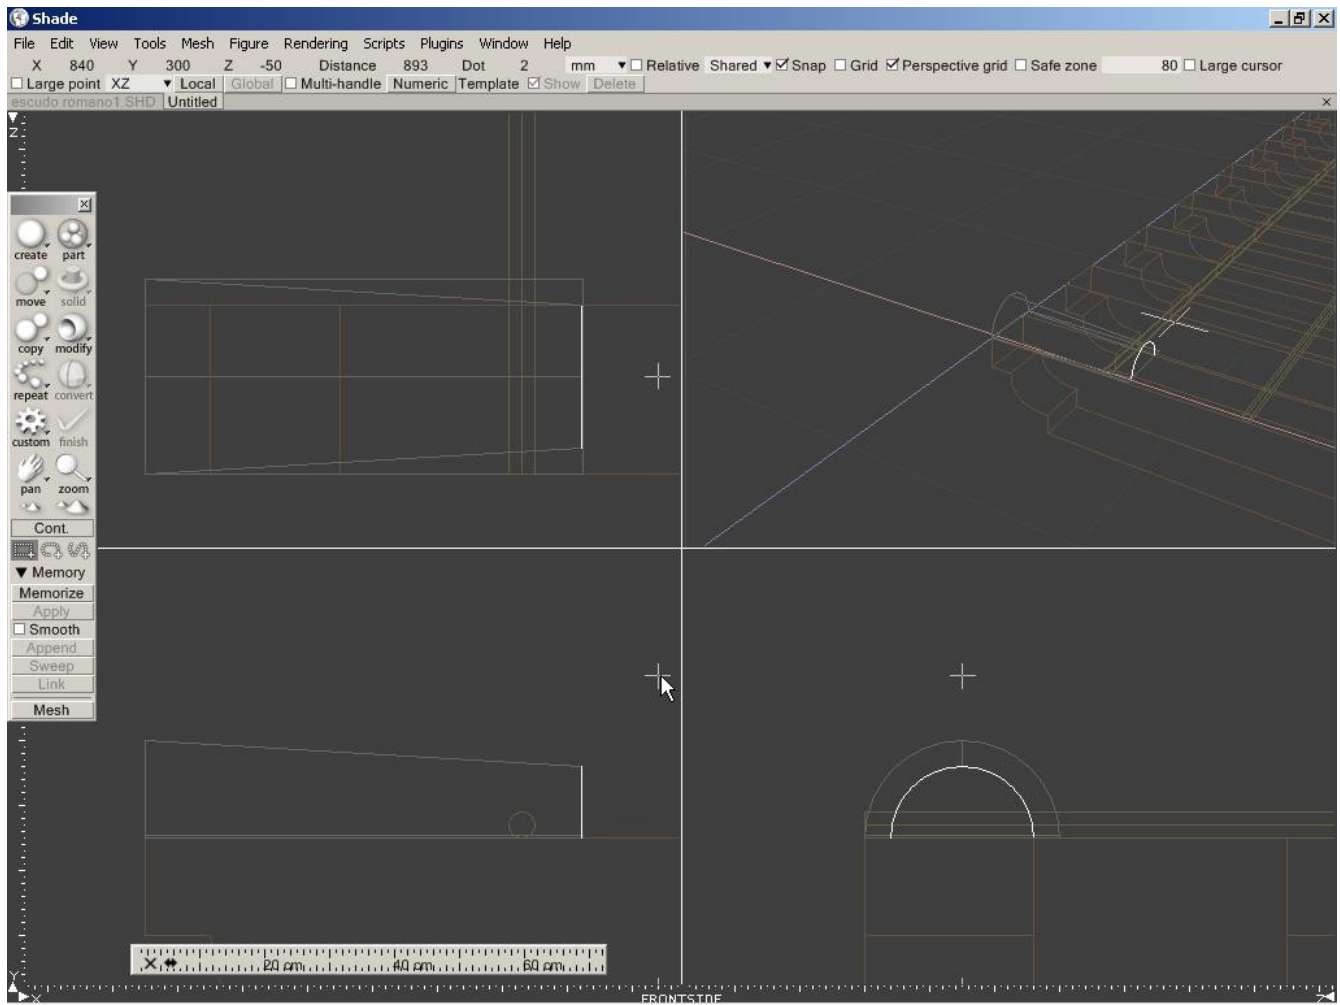 Shade
File Edit View Tools Mesh Figure Rendering Scripts Plugins Window Help
X 840 Y 300 Z -50 Distance 893 Dot 2 mm Relative Shared Snap Grid Perspective grid Safe zone 80 Large cursor
Large point XZ Local Global Multi-handle Numeric Template Show Delete
escudo romano1.SHD Untitled
Z
create part
move solid
copy modify
repeat convert
custom finish
pan zoom
Cont.
Memory
Memorize
Apply
Smooth
Append
Sweep
Link
Mesh
20 cm 40 cm 60 cm
Y
X FRONTSIDE Z